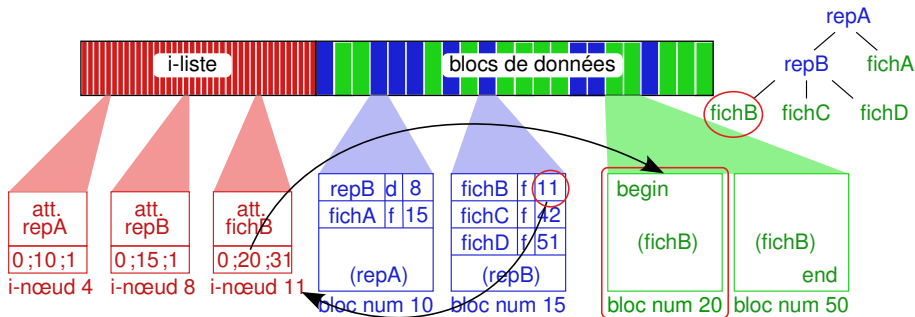 repA
i-liste
blocs de données
repB
fichA
fichB
fichC
fichD
att.
repA
0 ;10 ;1
i-nœud 4
att.
repB
0 ;15 ;1
i-nœud 8
att.
fichB
0 ;20 ;31
i-nœud 11
repB d 8
fichA f 15
(repA)
bloc num 10
fichB f 11
fichC f 42
fichD f 51
(repB)
bloc num 15
begin
(fichB)
bloc num 20
(fichB)
end
bloc num 50